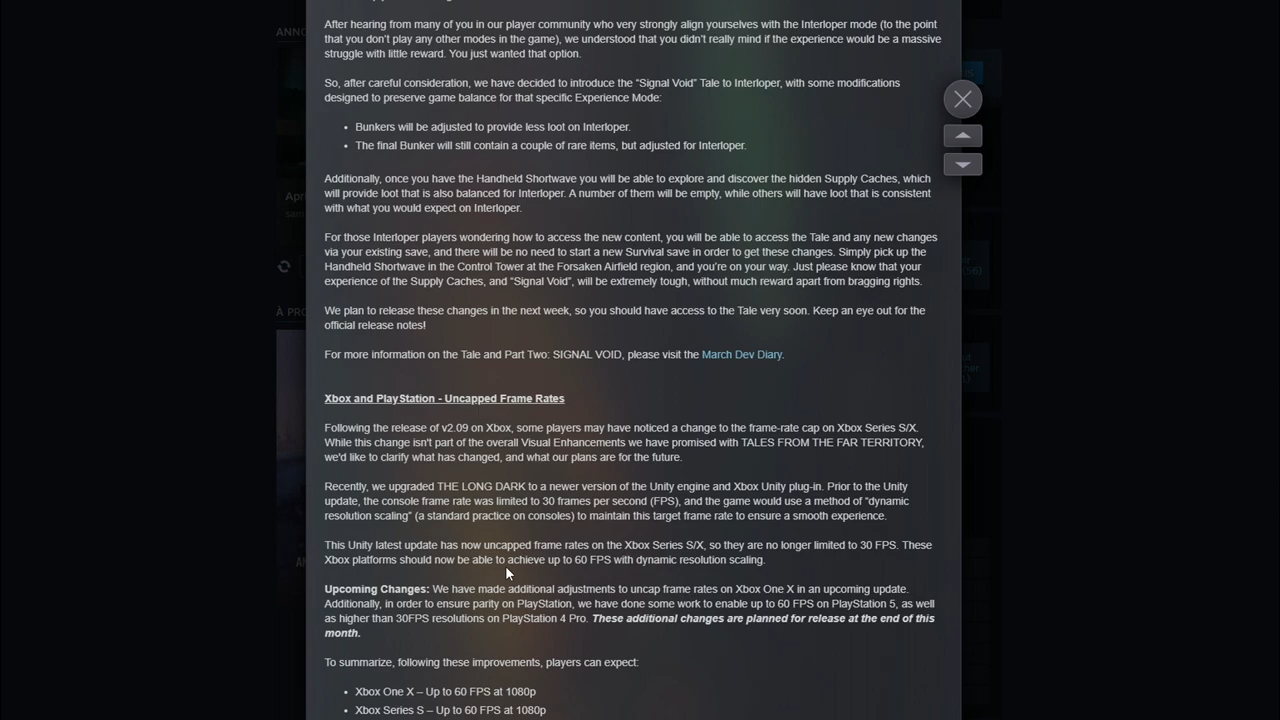 ANNO
After hearing from many of you in our player community who very strongly align yourselves with the Interloper mode (to the point
that you don't play any other modes in the game), we understood that you didn't really mind if the experience would be a massive
struggle with little reward. You just wanted that option.
So, after careful consideration, we have decided to introduce the “Signal Void” Tale to Interloper, with some modifications
designed to preserve game balance for that specific Experience Mode:
• Bunkers will be adjusted to provide less loot on Interloper.
• The final Bunker will still contain a couple of rare items, but adjusted for Interloper.
Additionally, once you have the Handheld Shortwave you will be able to explore and discover the hidden Supply Caches, which
will provide loot that is also balanced for Interloper. A number of them will be empty, while others will have loot that is consistent
with what you would expect on Interloper.
Apri
For those Interloper players wondering how to access the new content, you will be able to access the Tale and any new changes
via your existing save, and there will be no need to start a new Survival save in order to get these changes. Simply pick up the
Handheld Shortwave in the Control Tower at the Forsaken Airfield region, and you're on your way. Just please know that your
experience of the Supply Caches, and “Signal Void”, will be extremely tough, without much reward apart from bragging rights.
(56)
À PRO
We plan to release these changes in the next week, so you should have access to the Tale very soon. Keep an eye out for the
official release notes!
For more information on the Tale and Part Two: SIGNAL VOID, please visit the March Dev Diary.
Xbox and PlayStation - Uncapped Frame Rates
Following the release of v2.09 on Xbox, some players may have noticed a change to the frame-rate cap on Xbox Series S/X.
While this change isn't part of the overall Visual Enhancements we have promised with TALES FROM THE FAR TERRITORY,
we'd like to clarify what has changed, and what our plans are for the future.
Recently, we upgraded THE LONG DARK to a newer version of the Unity engine and Xbox Unity plug-in. Prior to the Unity
update, the console frame rate was limited to 30 frames per second (FPS), and the game would use a method of “dynamic
resolution scaling” (a standard practice on consoles) to maintain this target frame rate to ensure a smooth experience.
This Unity latest update has now uncapped frame rates on the Xbox Series S/X, so they are no longer limited to 30 FPS. These
Xbox platforms should now be able to achieve up to 60 FPS with dynamic resolution scaling.
Upcoming Changes: We have made additional adjustments to uncap frame rates on Xbox One X in an upcoming update.
Additionally, in order to ensure parity on PlayStation, we have done some work to enable up to 60 FPS on PlayStation 5, as well
as higher than 30FPS resolutions on PlayStation 4 Pro. These additional changes are planned for release at the end of this
month.
To summarize, following these improvements, players can expect:
• Xbox One X – Up to 60 FPS at 1080p
• Xbox Series S – Up to 60 FPS at 1080p